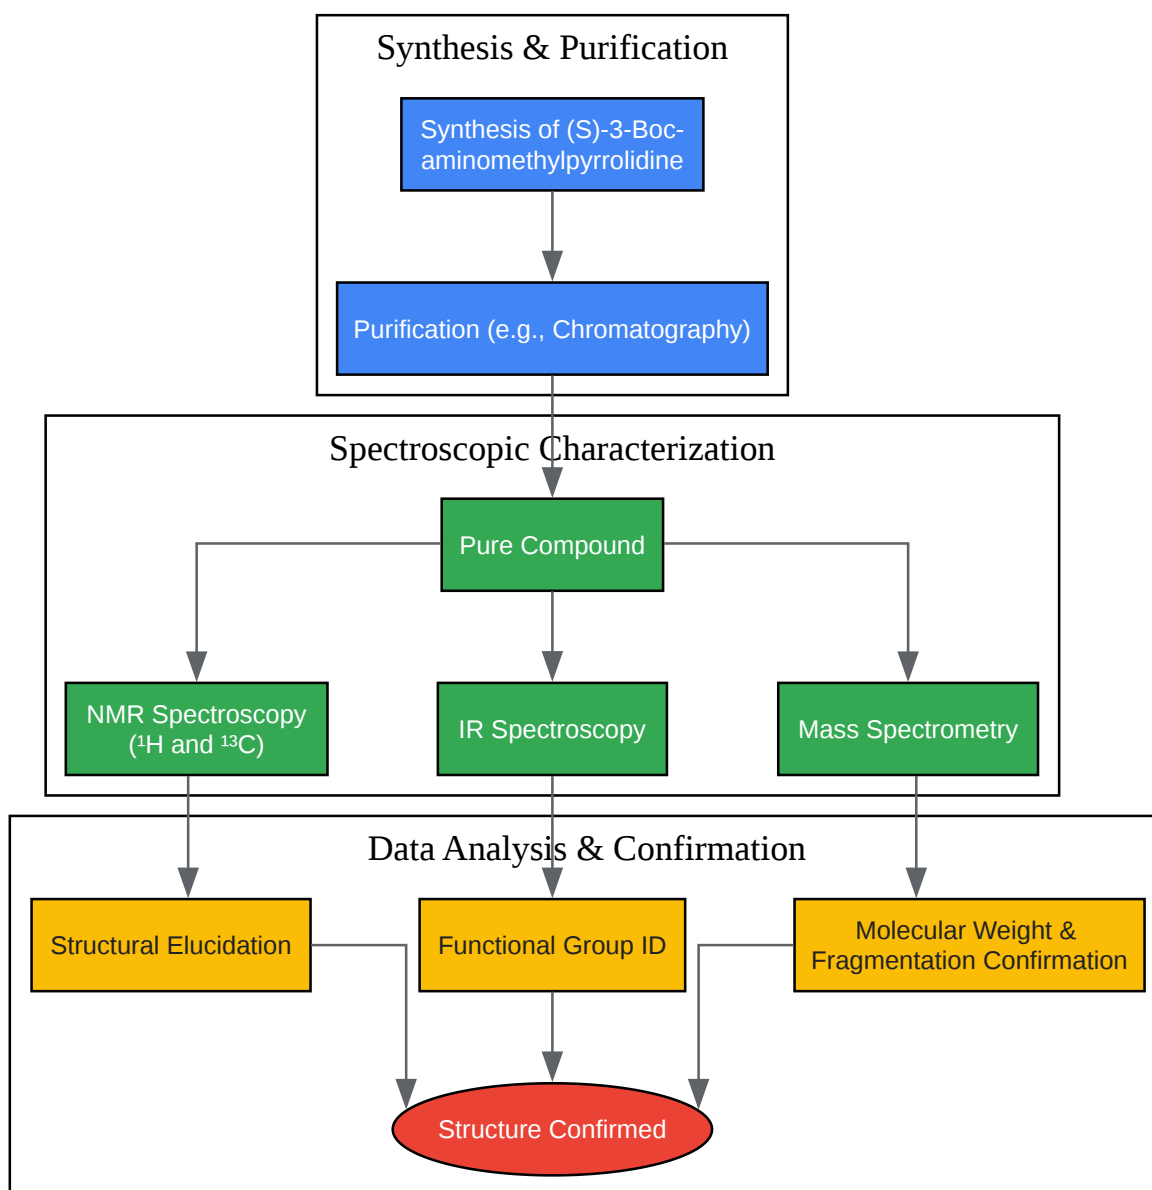 Synthesis & Purification
Synthesis of (S)-3-Boc-
aminomethylpyrrolidine
Purification (e.g., Chromatography)
Spectroscopic Characterization
Pure Compound
NMR Spectroscopy
(¹H and ¹³C)
IR Spectroscopy
Mass Spectrometry
Data Analysis & Confirmation
Structural Elucidation
Functional Group ID
Molecular Weight &
Fragmentation Confirmation
Structure Confirmed